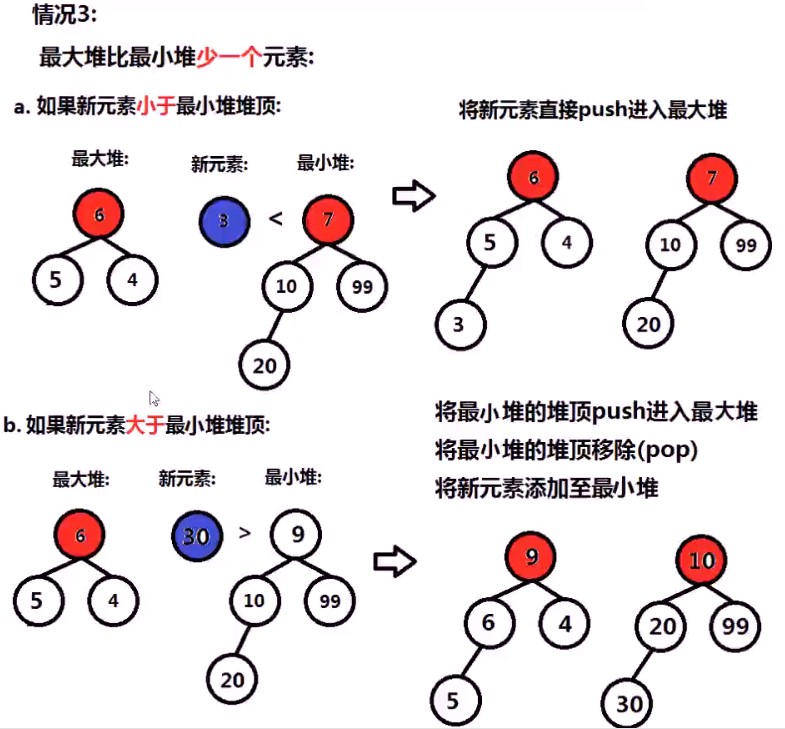 情况3:
最大堆比最小堆少一个元素:
a. 如果新元素小于最小堆堆顶:
将新元素直接push进入最大堆
最大堆: 新元素: 最小堆:
6 3 < 7
5 4 10 99
20
6 7
5 4 10 99
3 20
b. 如果新元素大于最小堆堆顶:
将最小堆的堆顶push进入最大堆
将最小堆的堆顶移除(pop)
将新元素添加至最小堆
最大堆: 新元素: 最小堆:
6 30 > 9
5 4 10 99
20
9 10
6 4 20 99
5 30